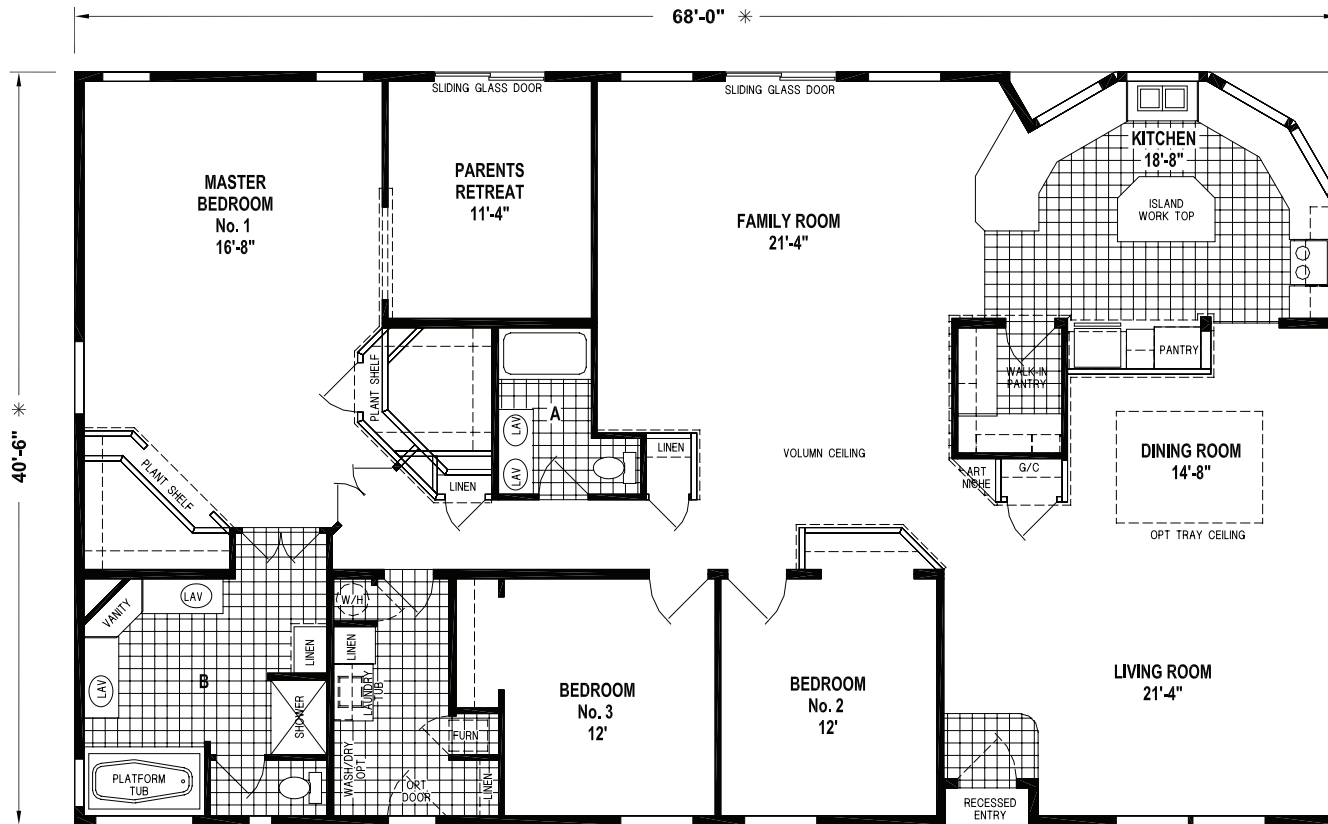 68'-0" ✳
SLIDING GLASS DOOR
SLIDING GLASS DOOR
KITCHEN
18'-8"
MASTER
BEDROOM
No. 1
16'-8"
PARENTS
RETREAT
11'-4"
FAMILY ROOM
21'-4"
ISLAND
WORK TOP
40'-6" ✳
PLANT SHELF
PANTRY
WALK-IN
PANTRY
LAV
LAV
A
LINEN
VOLUMN CEILING
ART
NICHE
G/C
DINING ROOM
14'-8"
OPT TRAY CEILING
PLANT SHELF
LINEN
VANITY
LAV
W/H
LINEN
LINEN
LAV
B
LAUNDRY
TUB
SHOWER
FURN
BEDROOM
No. 3
12'
BEDROOM
No. 2
12'
LIVING ROOM
21'-4"
PLATFORM
TUB
WASH/DRY
OPT
OPT
DOOR
LINEN
RECESSED
ENTRY